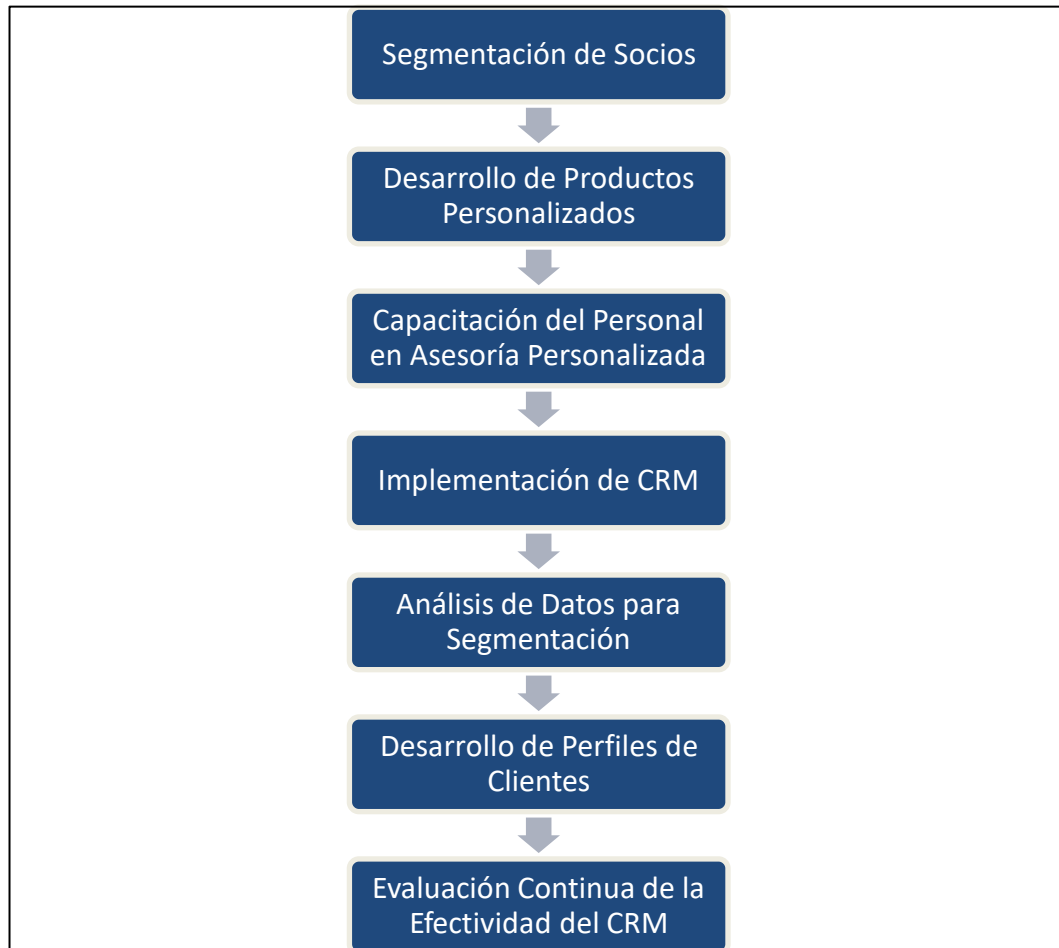 Segmentación de Socios
Desarrollo de Productos
Personalizados
Capacitación del Personal
en Asesoría Personalizada
Implementación de CRM
Análisis de Datos para
Segmentación
Desarrollo de Perfiles de
Clientes
Evaluación Continua de la
Efectividad del CRM